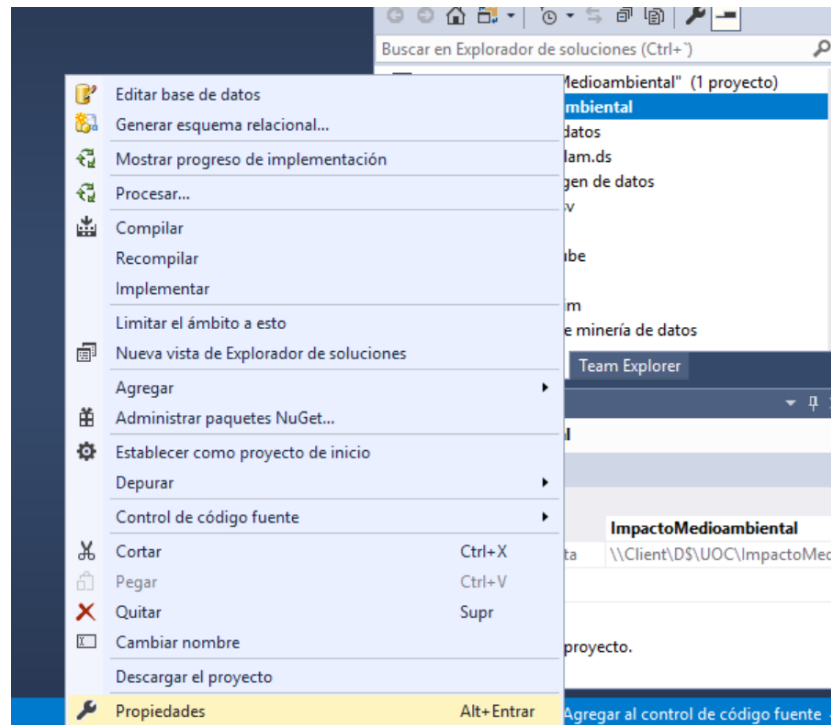 Buscar en Explorador de soluciones (Ctrl+`)
Medioambiental" (1 proyecto)
mbiental
datos
lam.ds
gen de datos
sv
ube
im
e minería de datos
Team Explorer
Editar base de datos
Generar esquema relacional...
Mostrar progreso de implementación
Procesar...
Compilar
Recompilar
Implementar
Limitar el ámbito a esto
Nueva vista de Explorador de soluciones
Agregar
Administrar paquetes NuGet...
Establecer como proyecto de inicio
Depurar
Control de código fuente
Cortar Ctrl+X
Pegar Ctrl+V
Quitar Supr
Cambiar nombre
Descargar el proyecto
Propiedades Alt+Entrar
ImpactoMedioambiental
ta \\Client\D$\UOC\ImpactoMed
proyecto.
Agregar al control de código fuente